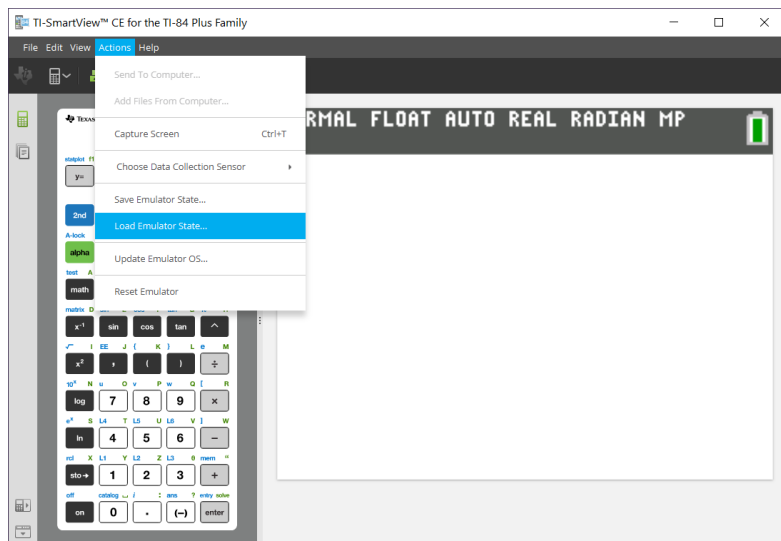 TI-SmartView™ CE for the TI-84 Plus Family
File Edit View Actions Help
Send To Computer...
Add Files From Computer...
Capture Screen Ctrl+T
Choose Data Collection Sensor
Save Emulator State...
Load Emulator State...
Update Emulator OS...
Reset Emulator
RMAL FLOAT AUTO REAL RADIAN MP
TEXAS
statplot f1
y=
2nd
A-lock
alpha
test A
math
matrix D
x⁻¹ sin cos tan ^
√ I EE J { K } L e M
x² , ( ) ÷
10ˣ N u O v P w Q [ R
log 7 8 9 ×
eˣ S L4 T L5 U L6 V ] W
ln 4 5 6 −
rcl X L1 Y L2 Z L3 θ mem "
sto→ 1 2 3 +
off catalog i : ans ? entry solve
on 0 . (−) enter